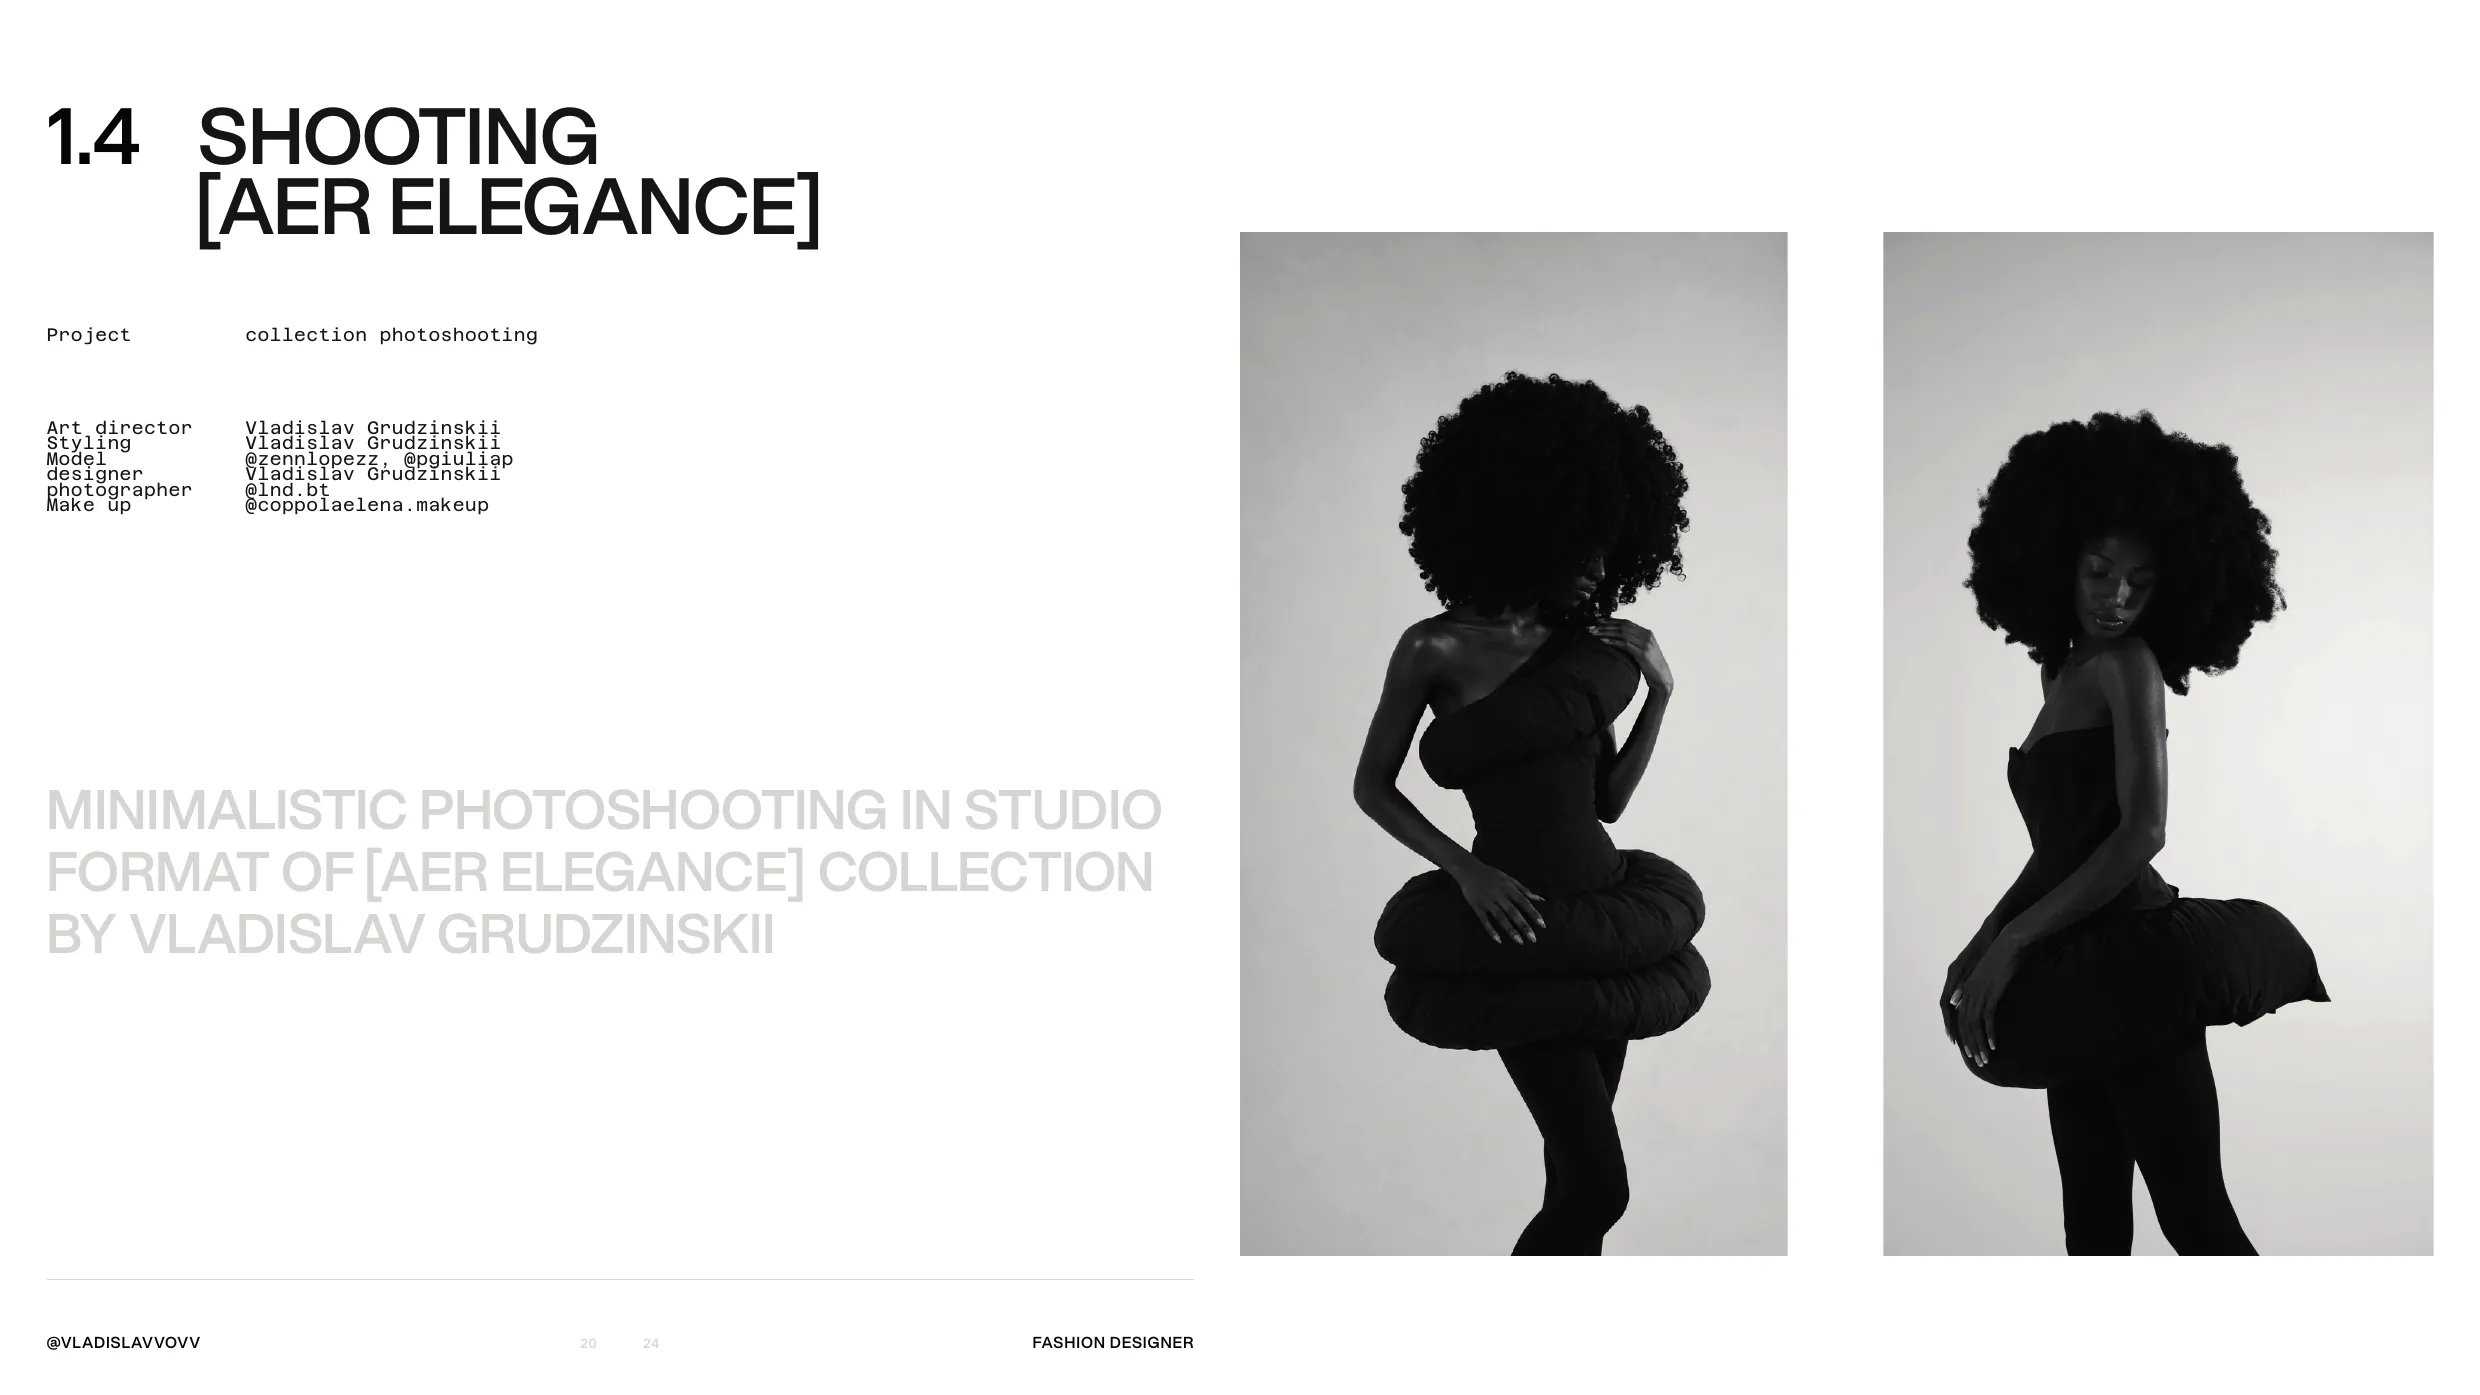 1.4 SHOOTING
[AER ELEGANCE]
Project collection photoshooting
Art director Vladislav Grudzinskii
Styling Vladislav Grudzinskii
Model @zennlopezz, @pgiuliap
designer Vladislav Grudzinskii
photographer @lnd.bt
Make up @coppolaelena.makeup
MINIMALISTIC PHOTOSHOOTING IN STUDIO
FORMAT OF [AER ELEGANCE] COLLECTION
BY VLADISLAV GRUDZINSKII
@VLADISLAVVOVV 20 24 FASHION DESIGNER